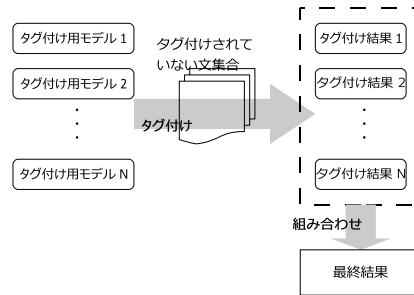 タグ付け用モデル 1
タグ付け用モデル 2
タグ付け用モデル N
タグ付けされて
いない文集合
タグ付け
タグ付け結果 1
タグ付け結果 2
タグ付け結果 N
組み合わせ
最終結果